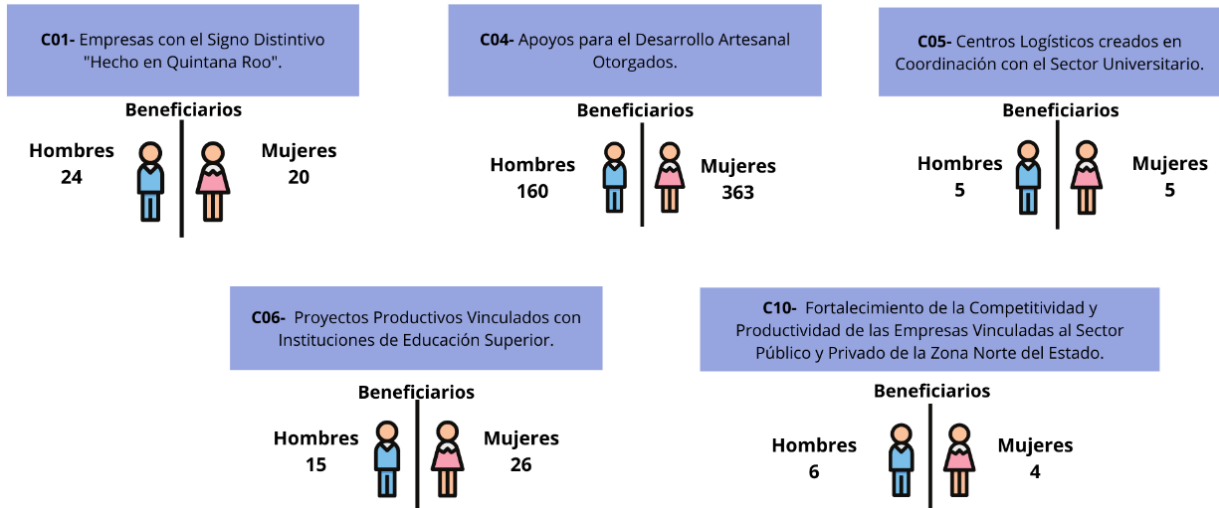 C01- Empresas con el Signo Distintivo
"Hecho en Quintana Roo".
Beneficiarios
Hombres
24
Mujeres
20
C04- Apoyos para el Desarrollo Artesanal
Otorgados.
Beneficiarios
Hombres
160
Mujeres
363
C05- Centros Logísticos creados en
Coordinación con el Sector Universitario.
Beneficiarios
Hombres
5
Mujeres
5
C06- Proyectos Productivos Vinculados con
Instituciones de Educación Superior.
Beneficiarios
Hombres
15
Mujeres
26
C10- Fortalecimiento de la Competitividad y
Productividad de las Empresas Vinculadas al Sector
Público y Privado de la Zona Norte del Estado.
Beneficiarios
Hombres
6
Mujeres
4